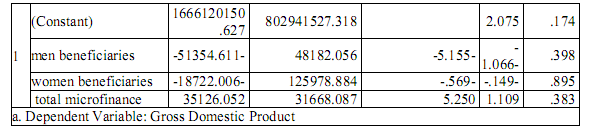 (Constant) 1666120150.627 802941527.318 2.075 .174
1 men beneficiaries -51354.611- 48182.056 -5.155- -1.066- .398
women beneficiaries -18722.006- 125978.884 -.569- -.149- .895
total microfinance 35126.052 31668.087 5.250 1.109 .383
a. Dependent Variable: Gross Domestic Product